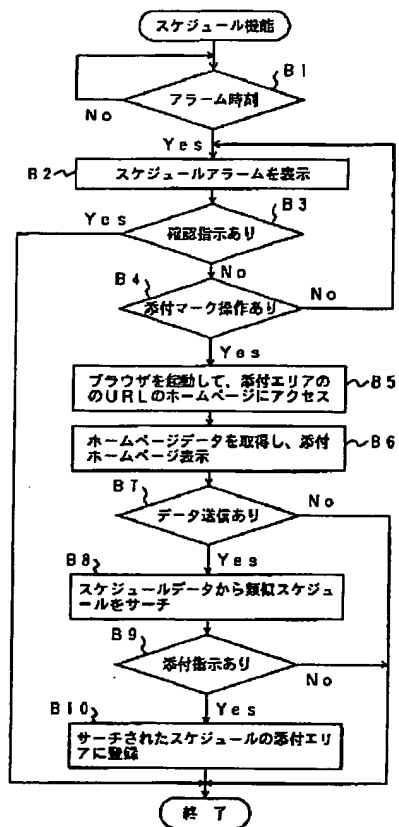 スケジュール機能
B1
アラーム時刻
No
Yes
B2
スケジュールアラームを表示
B3
Yes
確認指示あり
No
B4
添付マーク操作あり
No
Yes
ブラウザを起動して、添付エリアの
のURLのホームページにアクセス
B5
ホームページデータを取得し、添付
ホームページ表示
B6
B7
データ送信あり
No
Yes
B8
スケジュールデータから類似スケジュ
ールをサーチ
B9
添付指示あり
No
Yes
B10
サーチされたスケジュールの添付エリ
アに登録
終了